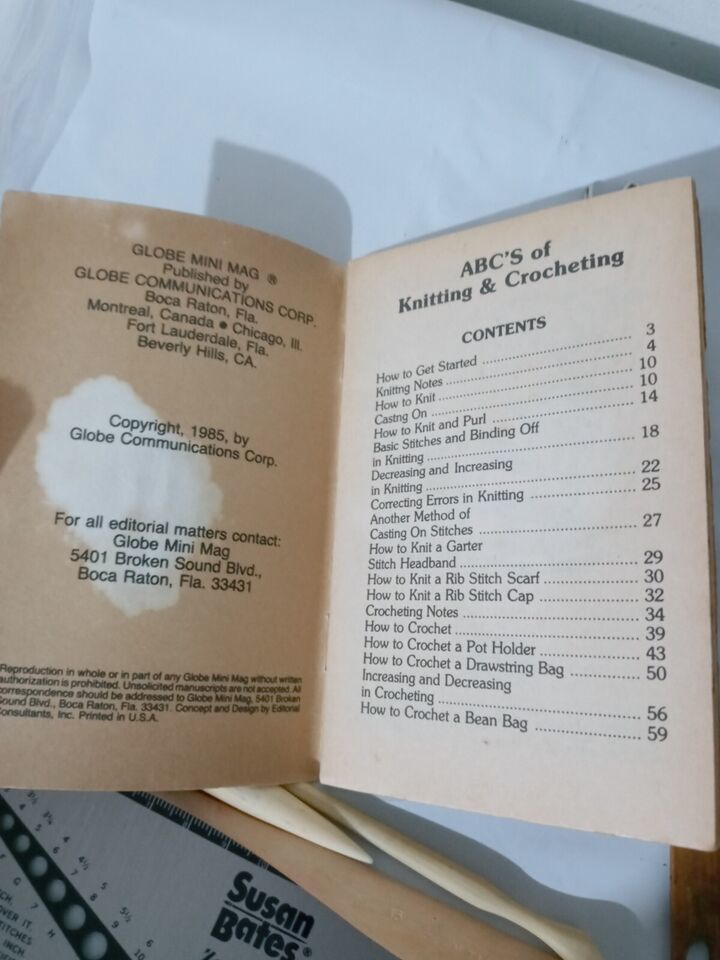 GLOBE MINI MAG ®
Published by
GLOBE COMMUNICATIONS CORP.
Boca Raton, Fla.
Montreal, Canada • Chicago, Ill.
Fort Lauderdale, Fla.
Beverly Hills, CA.
Copyright, 1985, by
Globe Communications Corp.
For all editorial matters contact:
Globe Mini Mag
5401 Broken Sound Blvd.,
Boca Raton, Fla. 33431
Reproduction in whole or in part of any Globe Mini Mag without written
authorization is prohibited. Unsolicited manuscripts are not accepted. All
correspondence should be addressed to Globe Mini Mag, 5401 Broken
Sound Blvd., Boca Raton, Fla. 33431. Concept and Design by Editorial
Consultants, Inc. Printed in U.S.A.
ABC'S of
Knitting & Crocheting
CONTENTS
How to Get Started ........ 3
Knittng Notes ........ 4
How to Knit ........ 10
Castng On ........ 10
How to Knit and Purl ........ 14
Basic Stitches and Binding Off
in Knitting ........ 18
Decreasing and Increasing
in Knitting ........ 22
Correcting Errors in Knitting ........ 25
Another Method of
Casting On Stitches ........ 27
How to Knit a Garter
Stitch Headband ........ 29
How to Knit a Rib Stitch Scarf ........ 30
How to Knit a Rib Stitch Cap ........ 32
Crocheting Notes ........ 34
How to Crochet ........ 39
How to Crochet a Pot Holder ........ 43
How to Crochet a Drawstring Bag ........ 50
Increasing and Decreasing
in Crocheting ........ 56
How to Crochet a Bean Bag ........ 59
Susan
Bates®